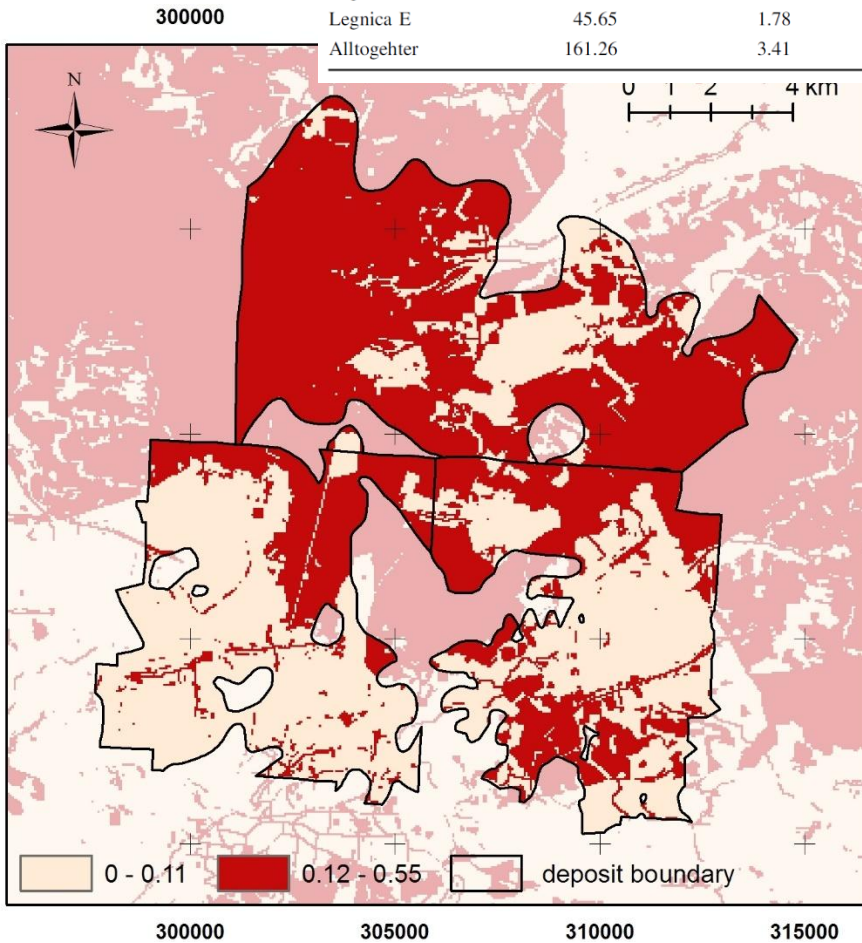 300000
Legnica E 45.65 1.78
Alltogehter 161.26 3.41
N
0 1 2 4 km
0 - 0.11 0.12 - 0.55 deposit boundary
300000 305000 310000 315000